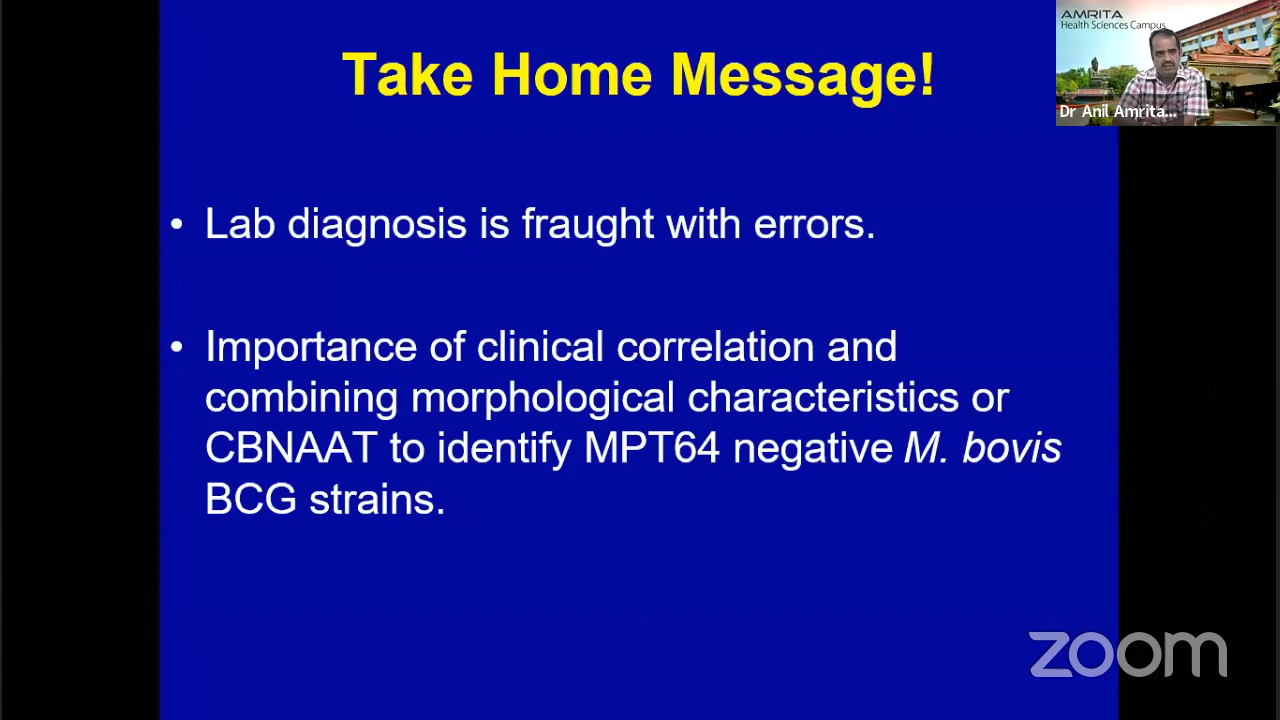 Take Home Message!
AMRITA
Health Sciences Campus
Dr Anil Amrita...
• Lab diagnosis is fraught with errors.
• Importance of clinical correlation and
combining morphological characteristics or
CBNAAT to identify MPT64 negative M. bovis
BCG strains.
zoom